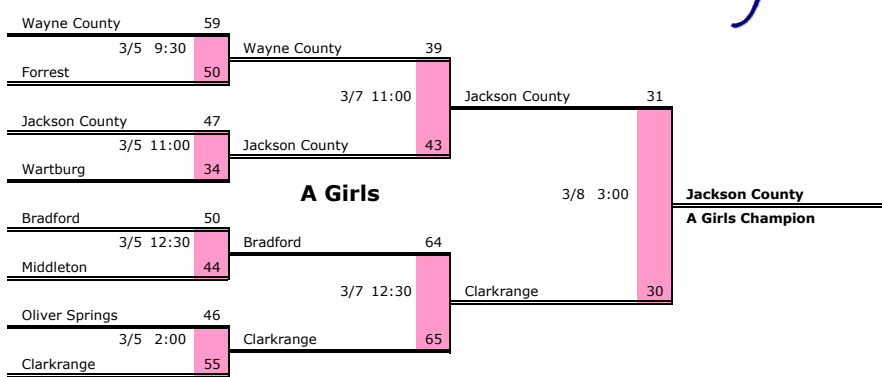 Wayne County 59
3/5 9:30 Wayne County 39
Forrest 50
3/7 11:00 Jackson County 31
Jackson County 47
3/5 11:00 Jackson County 43
Wartburg 34
A Girls 3/8 3:00 Jackson County
Bradford 50 A Girls Champion
3/5 12:30 Bradford 64
Middleton 44
3/7 12:30 Clarkrange 30
Oliver Springs 46
3/5 2:00 Clarkrange 65
Clarkrange 55